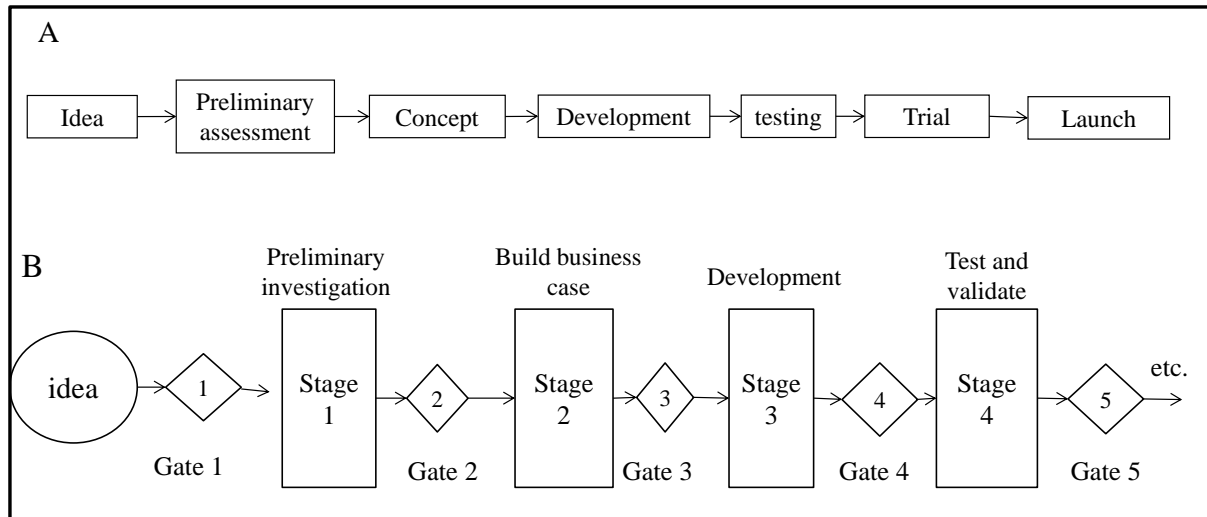 A
Idea
Preliminary
assessment
Concept
Development
testing
Trial
Launch
B
Preliminary
investigation
Build business
case
Development
Test and
validate
idea
1
Stage
1
2
Stage
2
3
Stage
3
4
Stage
4
5
etc.
Gate 1
Gate 2
Gate 3
Gate 4
Gate 5